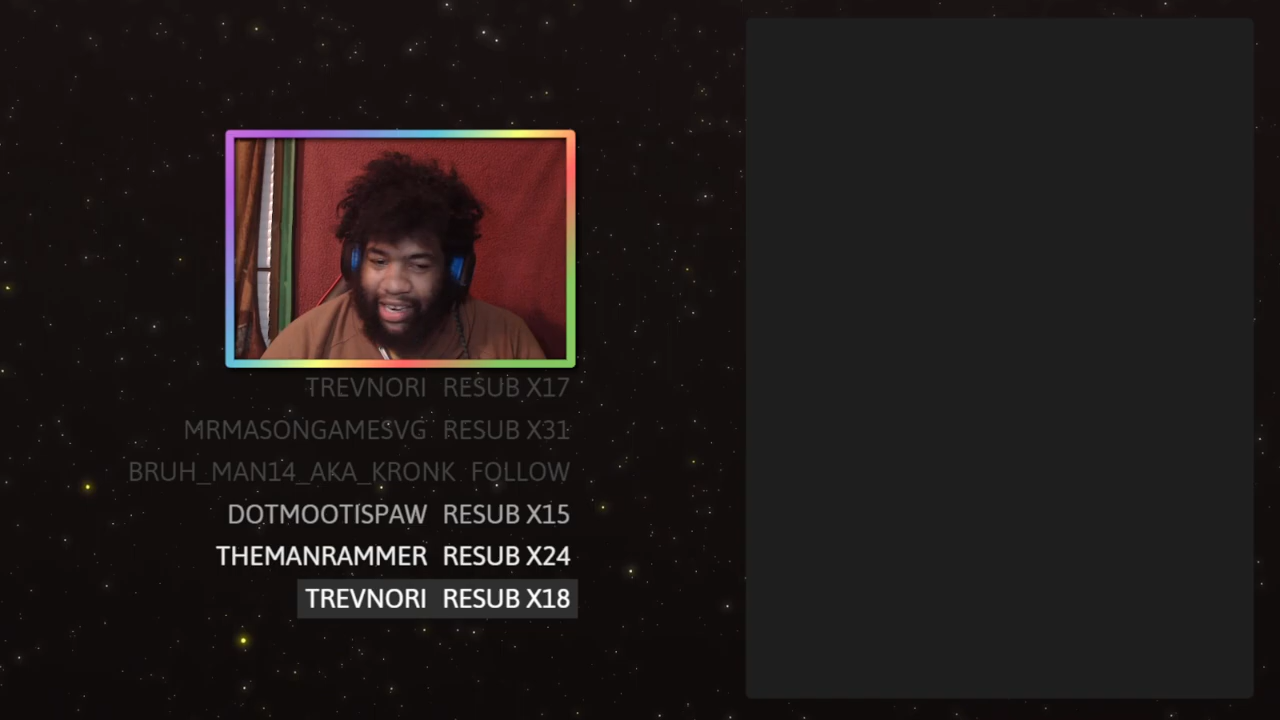 TREVNORI RESUB X17
MRMASONGAMESVG RESUB X31
BRUH_MAN14_AKA_KRONK FOLLOW
DOTMOOTISPAW RESUB X15
THEMANRAMMER RESUB X24
TREVNORI RESUB X18